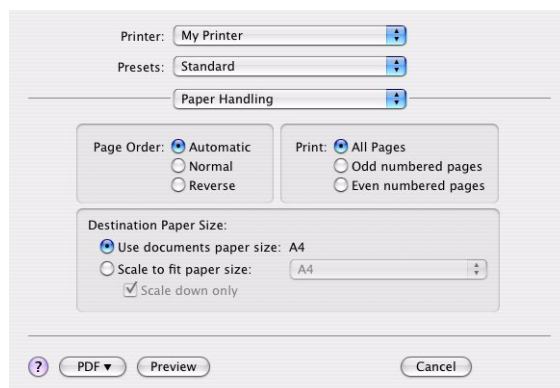 Printer: My Printer
Presets: Standard
Paper Handling
Page Order: Automatic
Normal
Reverse
Print: All Pages
Odd numbered pages
Even numbered pages
Destination Paper Size:
Use documents paper size: A4
Scale to fit paper size: A4
Scale down only
? PDF ▼ Preview Cancel